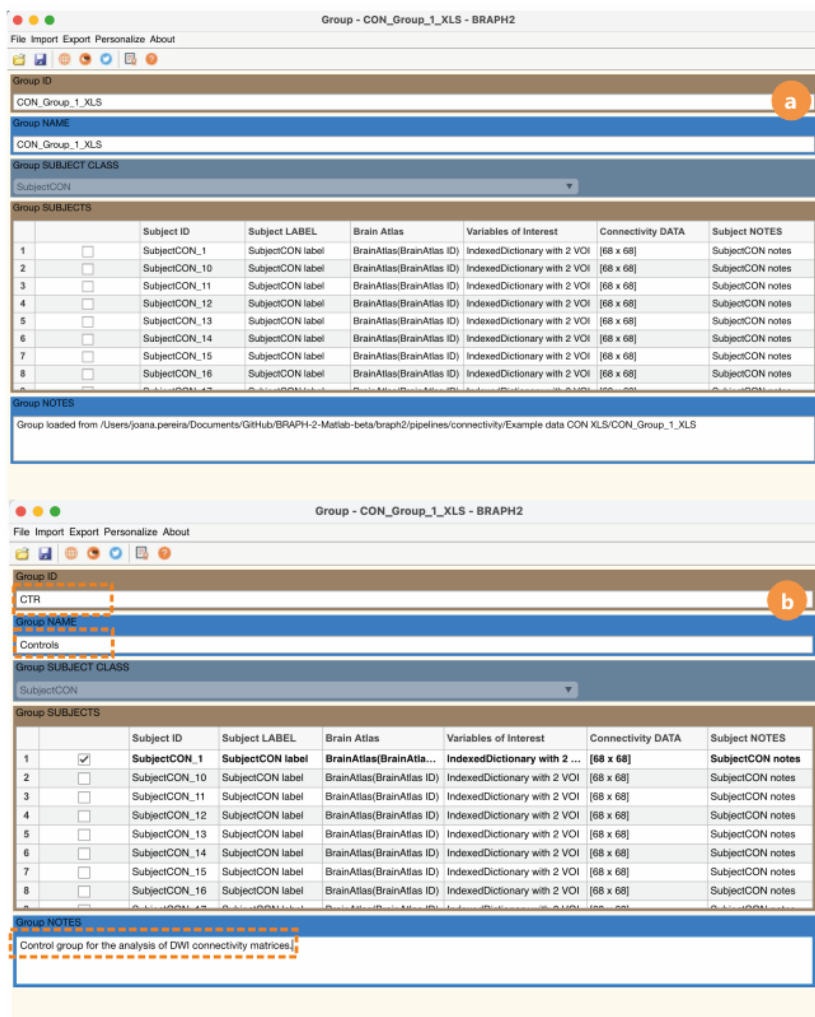 Group - CON_Group_1_XLS - BRAPH2
File Import Export Personalize About
Group ID
a
CON_Group_1_XLS
Group NAME
CON_Group_1_XLS
Group SUBJECT CLASS
SubjectCON
Group SUBJECTS
Subject ID Subject LABEL Brain Atlas Variables of Interest Connectivity DATA Subject NOTES
1 SubjectCON_1 SubjectCON label BrainAtlas(BrainAtlas ID) IndexedDictionary with 2 VOI [68 x 68] SubjectCON notes
2 SubjectCON_10 SubjectCON label BrainAtlas(BrainAtlas ID) IndexedDictionary with 2 VOI [68 x 68] SubjectCON notes
3 SubjectCON_11 SubjectCON label BrainAtlas(BrainAtlas ID) IndexedDictionary with 2 VOI [68 x 68] SubjectCON notes
4 SubjectCON_12 SubjectCON label BrainAtlas(BrainAtlas ID) IndexedDictionary with 2 VOI [68 x 68] SubjectCON notes
5 SubjectCON_13 SubjectCON label BrainAtlas(BrainAtlas ID) IndexedDictionary with 2 VOI [68 x 68] SubjectCON notes
6 SubjectCON_14 SubjectCON label BrainAtlas(BrainAtlas ID) IndexedDictionary with 2 VOI [68 x 68] SubjectCON notes
7 SubjectCON_15 SubjectCON label BrainAtlas(BrainAtlas ID) IndexedDictionary with 2 VOI [68 x 68] SubjectCON notes
8 SubjectCON_16 SubjectCON label BrainAtlas(BrainAtlas ID) IndexedDictionary with 2 VOI [68 x 68] SubjectCON notes
Group NOTES
Group loaded from /Users/joana.pereira/Documents/GitHub/BRAPH-2-Matlab-beta/braph2/pipelines/connectivity/Example data CON XLS/CON_Group_1_XLS
Group - CON_Group_1_XLS - BRAPH2
File Import Export Personalize About
Group ID
b
CTR
Group NAME
Controls
Group SUBJECT CLASS
SubjectCON
Group SUBJECTS
Subject ID Subject LABEL Brain Atlas Variables of Interest Connectivity DATA Subject NOTES
1 SubjectCON_1 SubjectCON label BrainAtlas(BrainAtla... IndexedDictionary with 2 ... [68 x 68] SubjectCON notes
2 SubjectCON_10 SubjectCON label BrainAtlas(BrainAtlas ID) IndexedDictionary with 2 VOI [68 x 68] SubjectCON notes
3 SubjectCON_11 SubjectCON label BrainAtlas(BrainAtlas ID) IndexedDictionary with 2 VOI [68 x 68] SubjectCON notes
4 SubjectCON_12 SubjectCON label BrainAtlas(BrainAtlas ID) IndexedDictionary with 2 VOI [68 x 68] SubjectCON notes
5 SubjectCON_13 SubjectCON label BrainAtlas(BrainAtlas ID) IndexedDictionary with 2 VOI [68 x 68] SubjectCON notes
6 SubjectCON_14 SubjectCON label BrainAtlas(BrainAtlas ID) IndexedDictionary with 2 VOI [68 x 68] SubjectCON notes
7 SubjectCON_15 SubjectCON label BrainAtlas(BrainAtlas ID) IndexedDictionary with 2 VOI [68 x 68] SubjectCON notes
8 SubjectCON_16 SubjectCON label BrainAtlas(BrainAtlas ID) IndexedDictionary with 2 VOI [68 x 68] SubjectCON notes
Group NOTES
Control group for the analysis of DWI connectivity matrices.